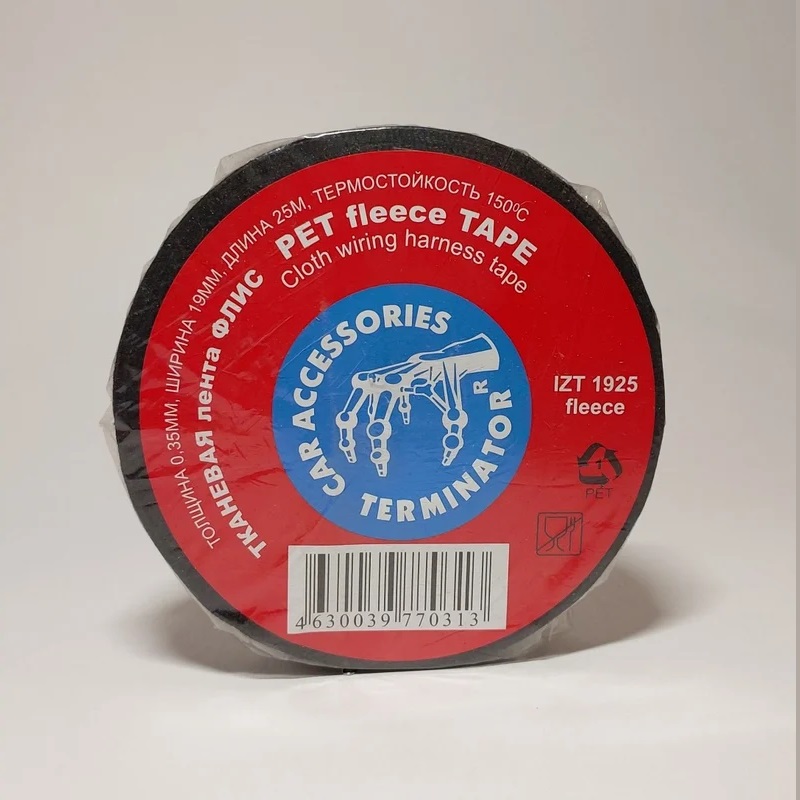 ТОЛЩИНА 0,35ММ, ШИРИНА 19ММ, ДЛИНА 25М, ТЕРМОСТОЙКОСТЬ 150⁰С
ТКАНЕВАЯ лента ФЛИС
PET fleece TAPE
Cloth wiring harness tape
CAR ACCESSORIES
TERMINATOR R
IZT 1925
fleece
1
PET
4 630039 770313